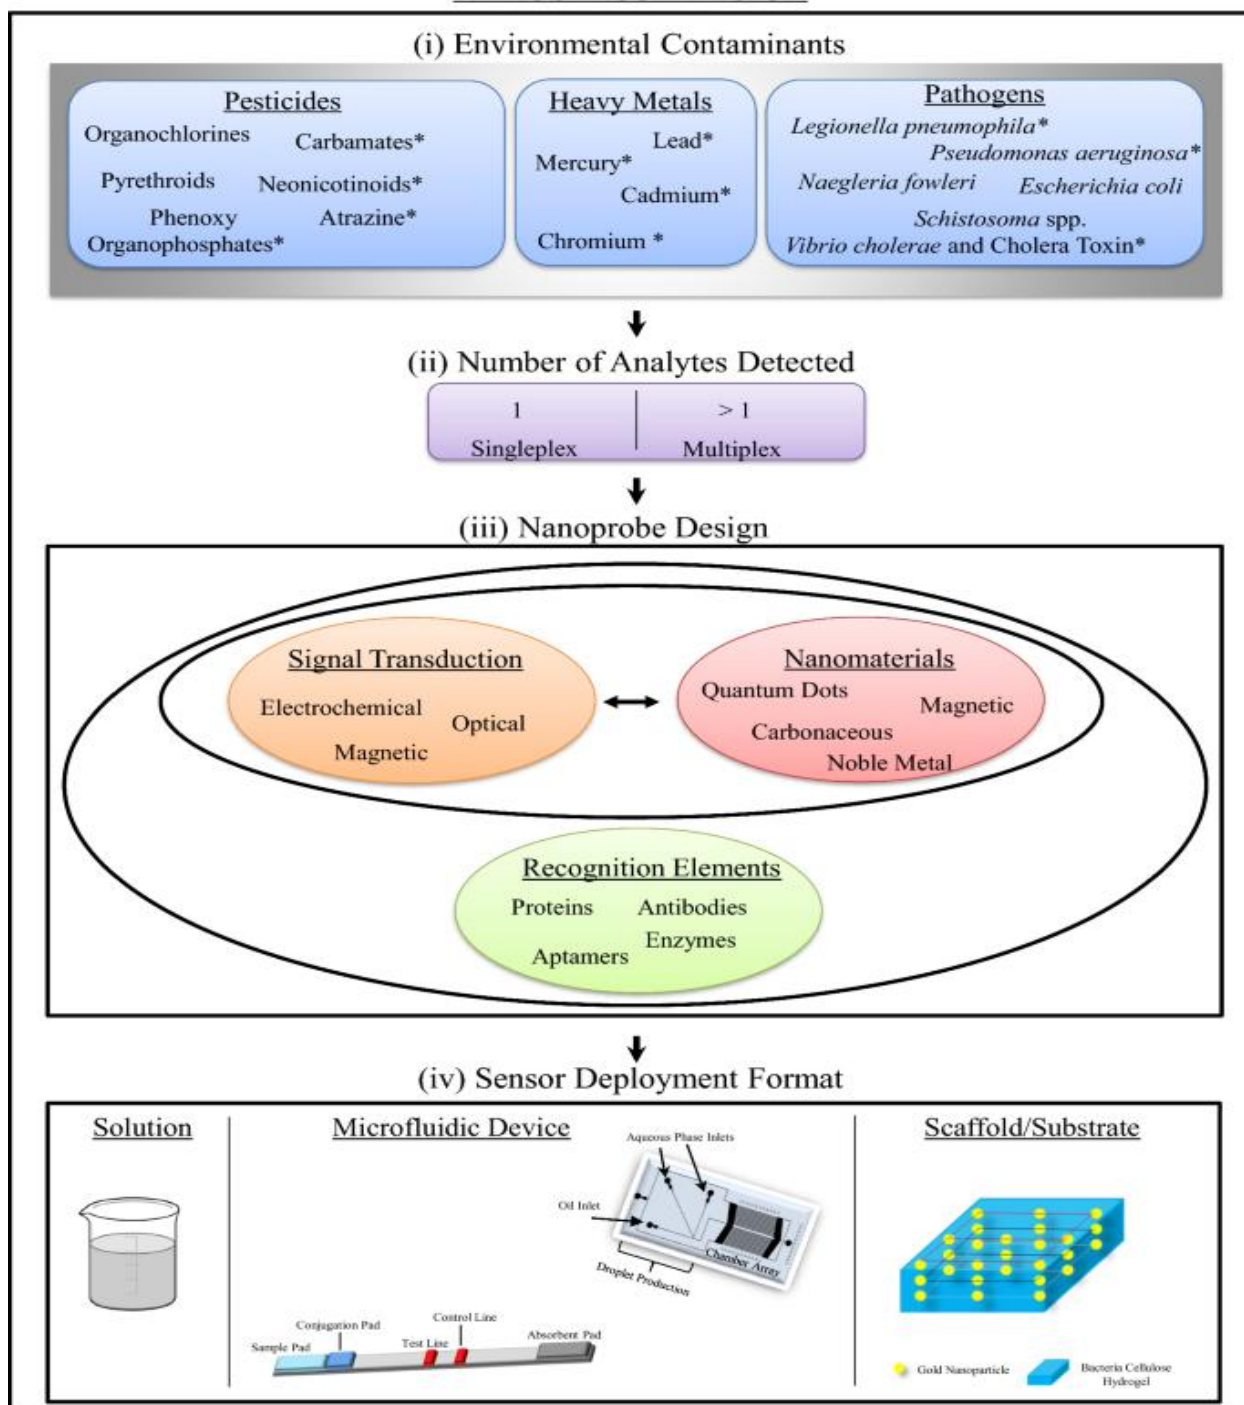 (i) Environmental Contaminants
Pesticides
Organochlorines
Carbamates*
Pyrethroids
Neonicotinoids*
Phenoxy
Atrazine*
Organophosphates*
Heavy Metals
Lead*
Mercury*
Cadmium*
Chromium *
Pathogens
Legionella pneumophila*
Pseudomonas aeruginosa*
Naegleria fowleri
Escherichia coli
Schistosoma spp.
Vibrio cholerae and Cholera Toxin*
(ii) Number of Analytes Detected
1
Singleplex
> 1
Multiplex
(iii) Nanoprobe Design
Signal Transduction
Electrochemical
Optical
Magnetic
Nanomaterials
Quantum Dots
Magnetic
Carbonaceous
Noble Metal
Recognition Elements
Proteins
Antibodies
Enzymes
Aptamers
(iv) Sensor Deployment Format
Solution
Microfluidic Device
Aqueous Phase Inlets
Oil Inlet
Chamber Array
Droplet Production
Control Line
Conjugation Pad
Test Line
Absorbent Pad
Sample Pad
Scaffold/Substrate
Gold Nanoparticle
Bacteria Cellulose
Hydrogel